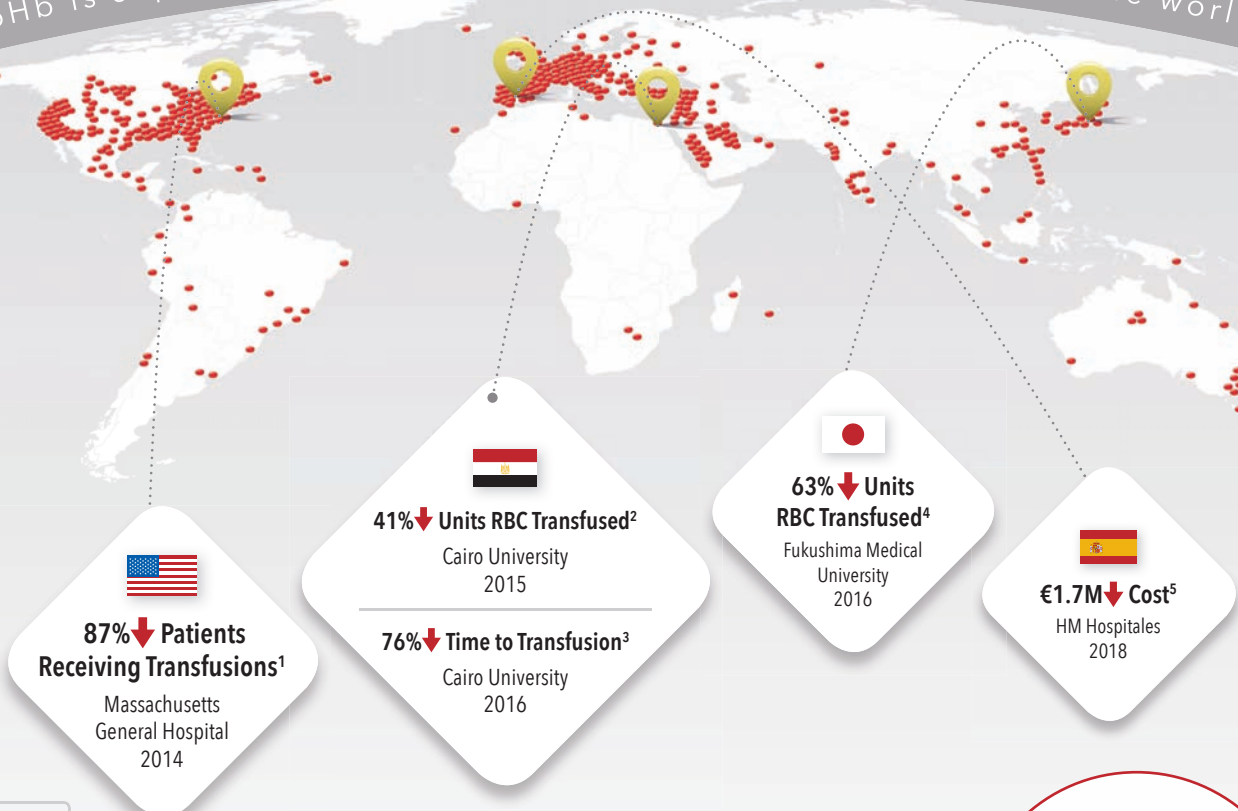 87% Patients
Receiving Transfusions¹
Massachusetts
General Hospital
2014
41% Units RBC Transfused²
Cairo University
2015
76% Time to Transfusion³
Cairo University
2016
63% Units
RBC Transfused⁴
Fukushima Medical
University
2016
€1.7M Cost⁵
HM Hospitales
2018